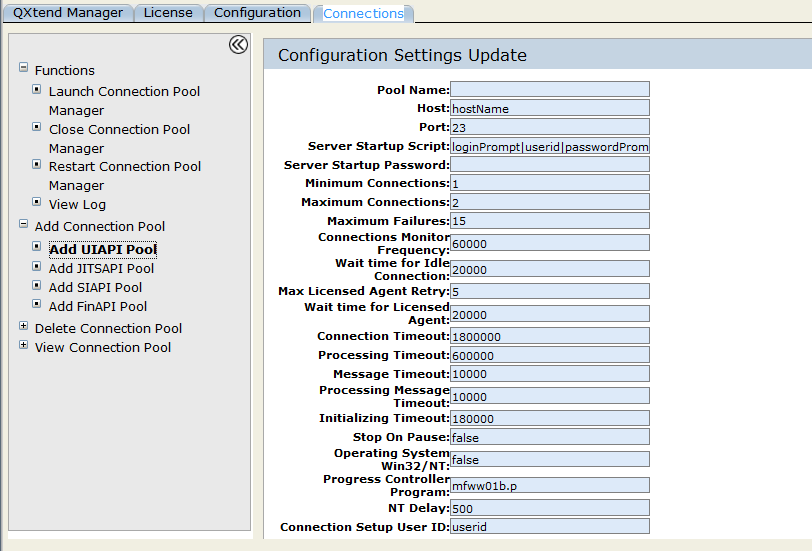 QXtend Manager License Configuration Connections
Functions
Launch Connection Pool
Manager
Close Connection Pool
Manager
Restart Connection Pool
Manager
View Log
Add Connection Pool
Add UIAPI Pool
Add JITSAPI Pool
Add SIAPI Pool
Add FinAPI Pool
Delete Connection Pool
View Connection Pool
Configuration Settings Update
Pool Name:
Host: hostName
Port: 23
Server Startup Script: loginPrompt|userid|passwordProm
Server Startup Password:
Minimum Connections: 1
Maximum Connections: 2
Maximum Failures: 15
Connections Monitor
Frequency: 60000
Wait time for Idle
Connection: 20000
Max Licensed Agent Retry: 5
Wait time for Licensed
Agent: 20000
Connection Timeout: 1800000
Processing Timeout: 600000
Message Timeout: 10000
Processing Message
Timeout: 10000
Initializing Timeout: 180000
Stop On Pause: false
Operating System
Win32/NT: false
Progress Controller
Program: mfww01b.p
NT Delay: 500
Connection Setup User ID: userid